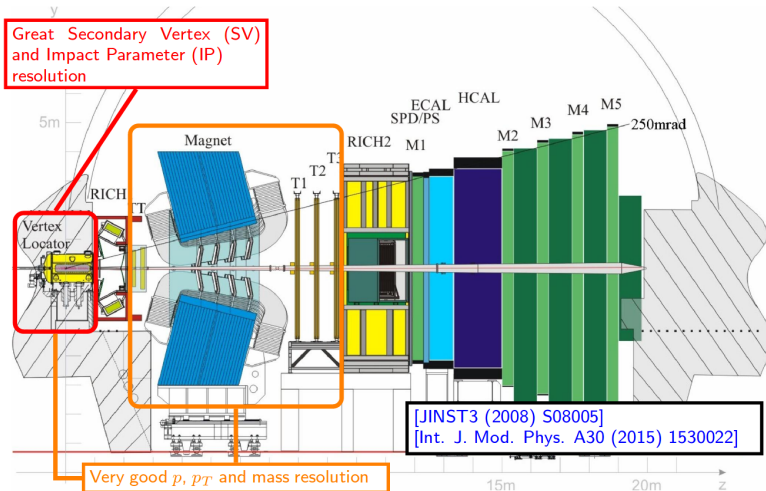 y
Great Secondary Vertex (SV)
and Impact Parameter (IP)
resolution
5m
Magnet
RICH
TT
Vertex
Locator
T1
T2
T3
RICH2
SPD/PS
ECAL
HCAL
M1
M2
M3
M4
M5
250mrad
[JINST3 (2008) S08005]
[Int. J. Mod. Phys. A30 (2015) 1530022]
Very good p, pT and mass resolution
15m
20m
z